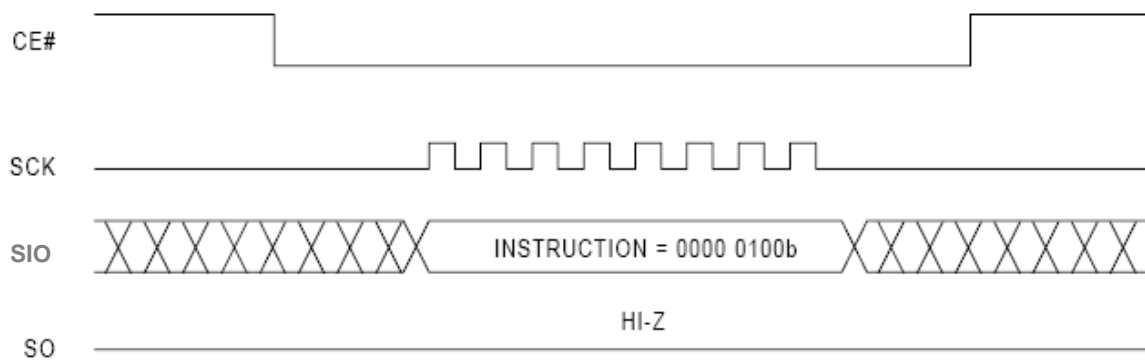 CE#
SCK
SIO
INSTRUCTION = 0000 0100b
HI-Z
SO